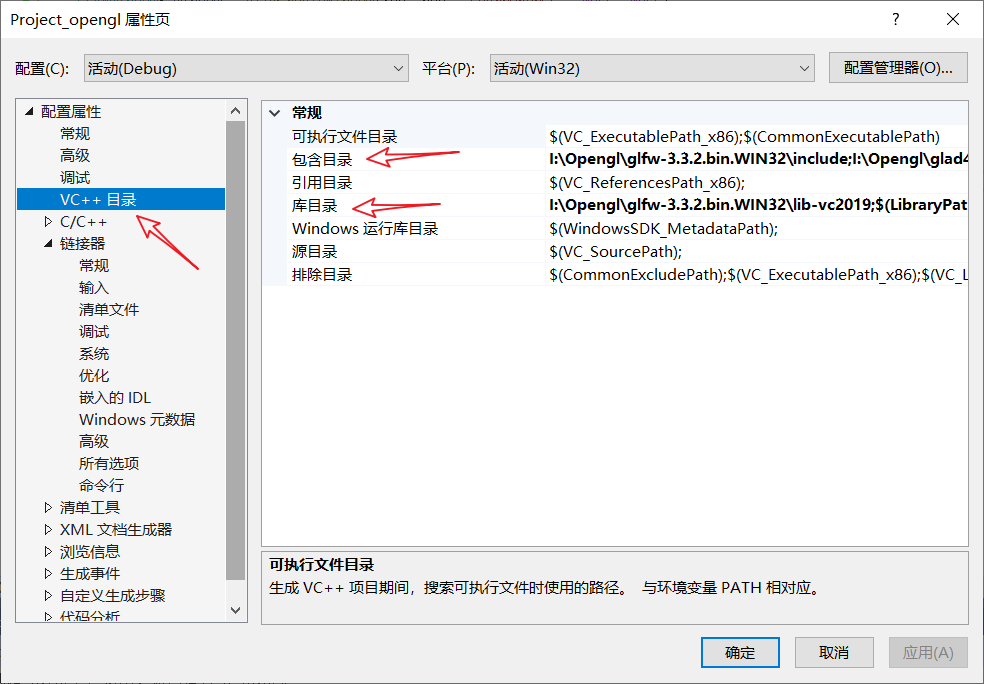 Project_opengl 属性页
配置(C): 活动(Debug) 平台(P): 活动(Win32) 配置管理器(O)...
配置属性
常规
高级
调试
VC++ 目录
C/C++
链接器
常规
输入
清单文件
调试
系统
优化
嵌入的 IDL
Windows 元数据
高级
所有选项
命令行
清单工具
XML 文档生成器
浏览信息
生成事件
自定义生成步骤
代码分析
常规
可执行文件目录 $(VC_ExecutablePath_x86);$(CommonExecutablePath)
包含目录 I:\Opengl\glfw-3.3.2.bin.WIN32\include;I:\Opengl\glad4
引用目录 $(VC_ReferencesPath_x86);
库目录 I:\Opengl\glfw-3.3.2.bin.WIN32\lib-vc2019;$(LibraryPat
Windows 运行库目录 $(WindowsSDK_MetadataPath);
源目录 $(VC_SourcePath);
排除目录 $(CommonExcludePath);$(VC_ExecutablePath_x86);$(VC_L
可执行文件目录
生成 VC++ 项目期间，搜索可执行文件时使用的路径。 与环境变量 PATH 相对应。
确定 取消 应用(A)